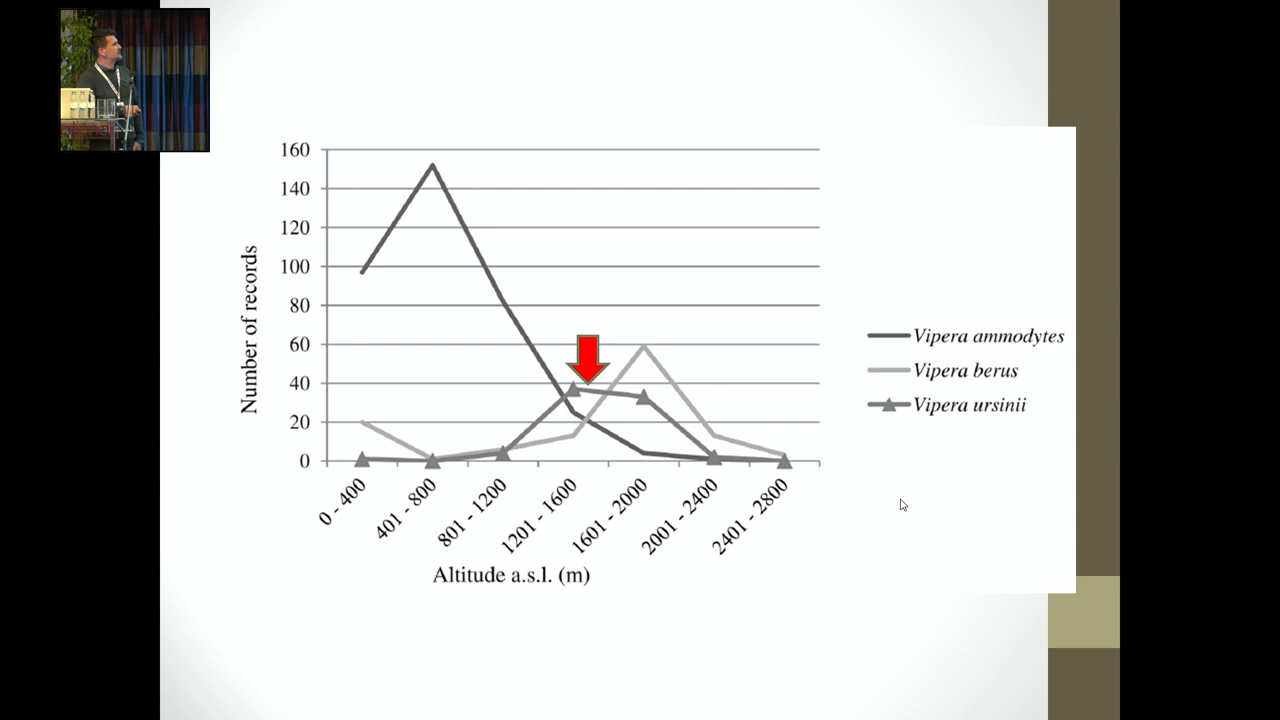 160
140
120
100
80
60
40
20
0
Number of records
0 - 400
401 - 800
801 - 1200
1201 - 1600
1601 - 2000
2001 - 2400
2401 - 2800
Altitude a.s.l. (m)
Vipera ammodytes
Vipera berus
Vipera ursinii